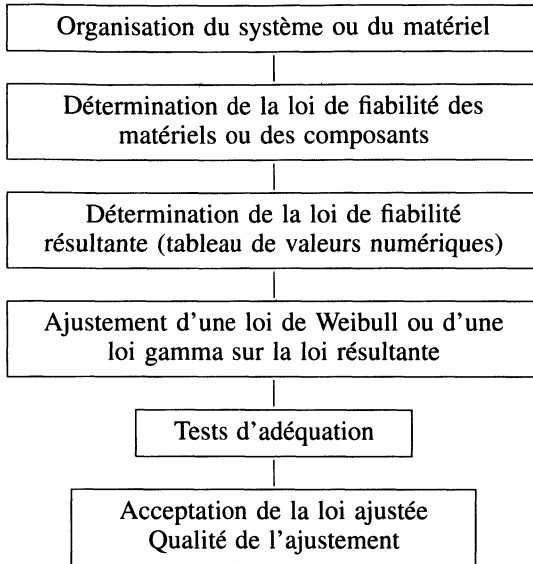 Organisation du système ou du matériel
Détermination de la loi de fiabilité des
matériels ou des composants
Détermination de la loi de fiabilité
résultante (tableau de valeurs numériques)
Ajustement d'une loi de Weibull ou d'une
loi gamma sur la loi résultante
Tests d'adéquation
Acceptation de la loi ajustée
Qualité de l'ajustement